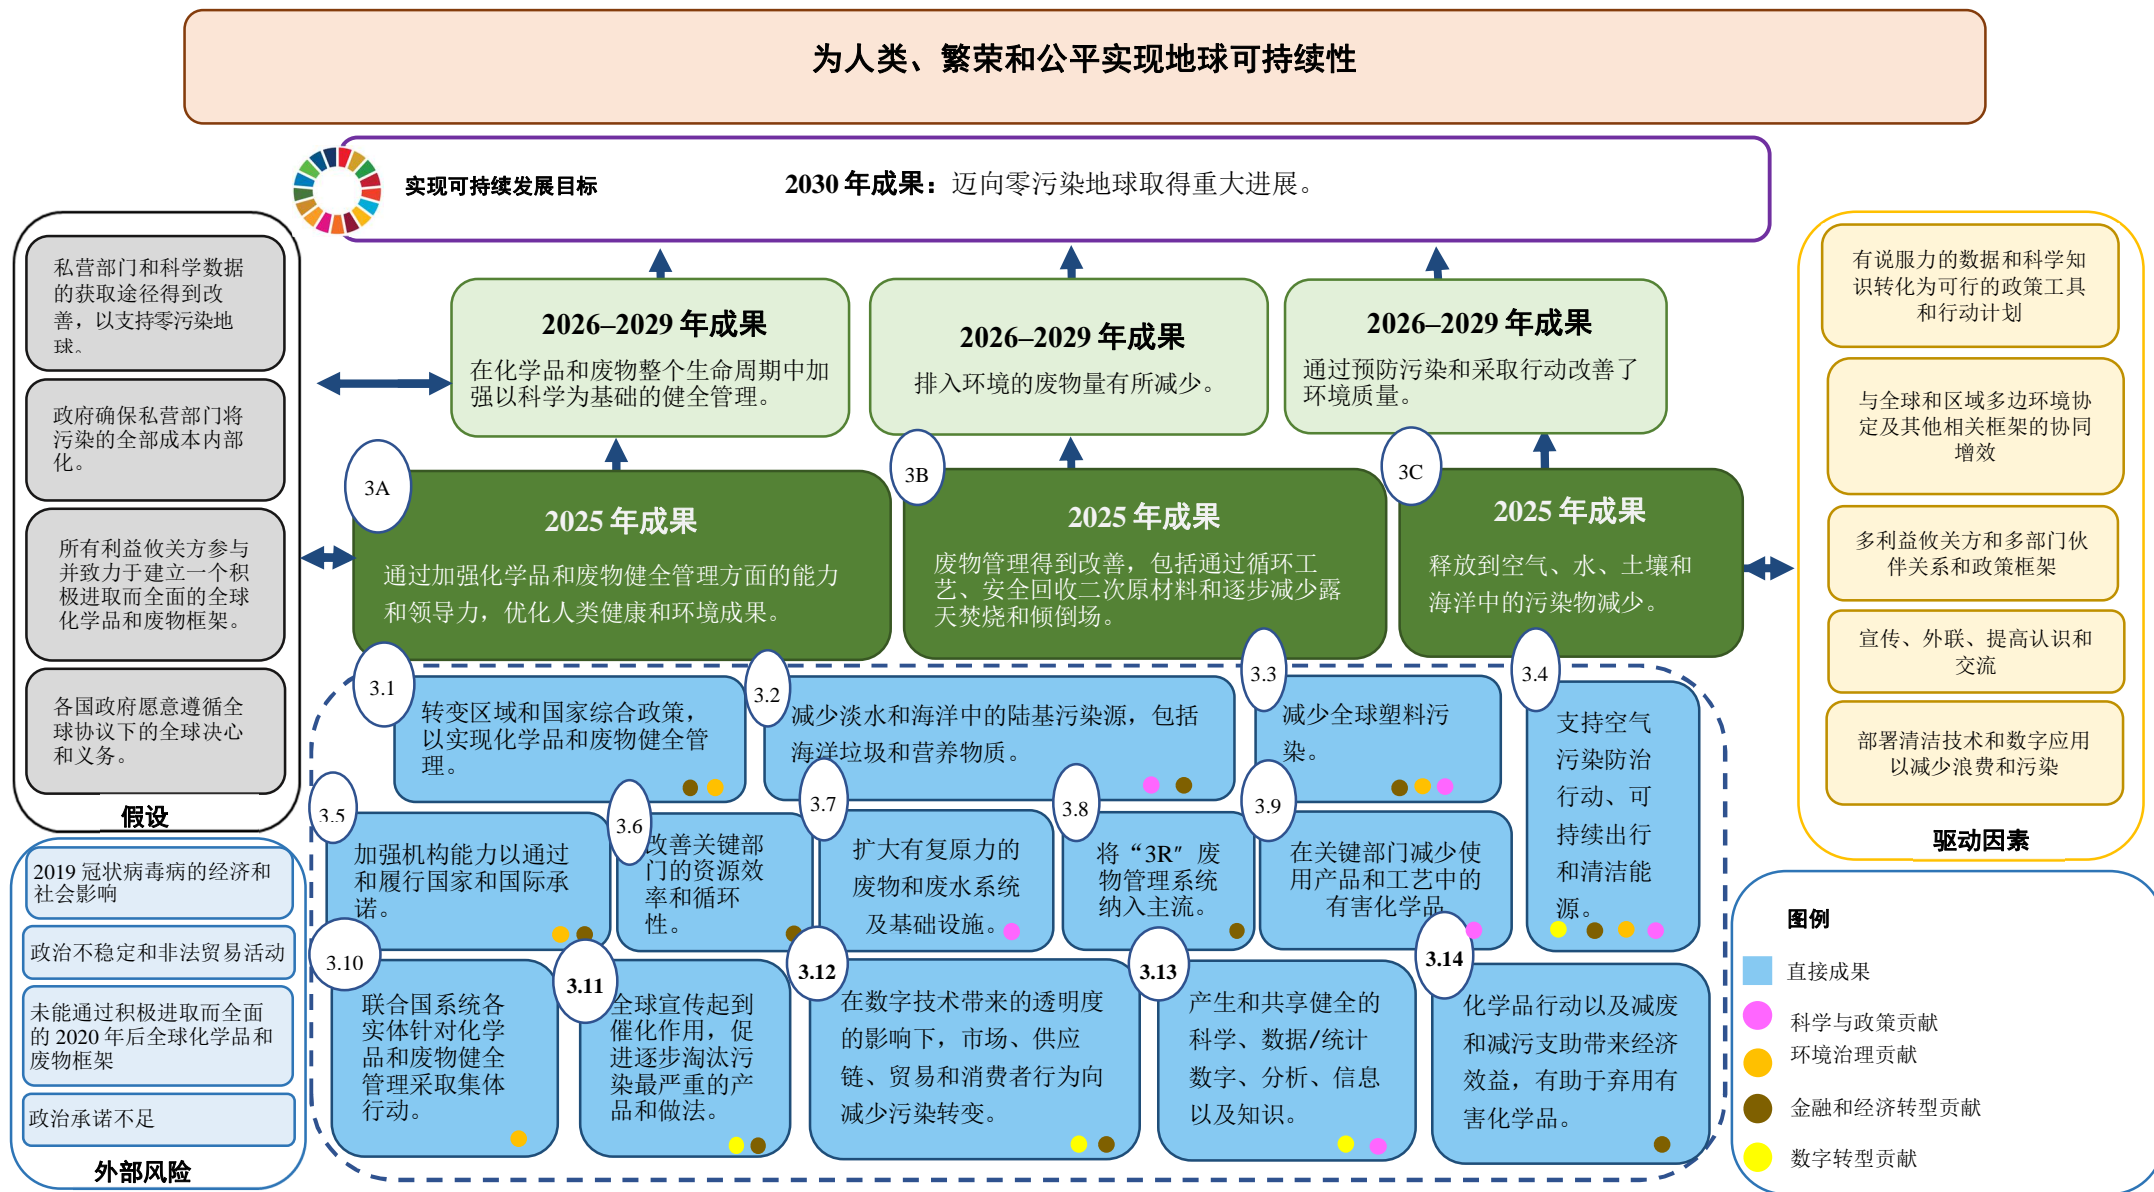 为人类、繁荣和公平实现地球可持续性
实现可持续发展目标
2030 年成果：迈向零污染地球取得重大进展。
私营部门和科学数据
的获取途径得到改
善，以支持零污染地
球。
政府确保私营部门将
污染的全部成本内部
化。
所有利益攸关方参与
并致力于建立一个积
极进取而全面的全球
化学品和废物框架。
各国政府愿意遵循全
球协议下的全球决心
和义务。
假设
2019 冠状病毒病的经济和
社会影响
政治不稳定和非法贸易活动
未能通过积极进取而全面
的 2020 年后全球化学品和
废物框架
政治承诺不足
外部风险
2026–2029 年成果
在化学品和废物整个生命周期中加
强以科学为基础的健全管理。
2026–2029 年成果
排入环境的废物量有所减少。
2026–2029 年成果
通过预防污染和采取行动改善了
环境质量。
3A
2025 年成果
通过加强化学品和废物健全管理方面的能力
和领导力，优化人类健康和环境成果。
3B
2025 年成果
废物管理得到改善，包括通过循环工
艺、安全回收二次原材料和逐步减少露
天焚烧和倾倒场。
3C
2025 年成果
释放到空气、水、土壤和
海洋中的污染物减少。
3.1
转变区域和国家综合政策，
以实现化学品和废物健全管
理。
3.2
减少淡水和海洋中的陆基污染源，包括
海洋垃圾和营养物质。
3.3
减少全球塑料污
染。
3.4
支持空气
污染防治
行动、可
持续出行
和清洁能
源。
3.5
加强机构能力以通过
和履行国家和国际承
诺。
3.6
改善关键部
门的资源效
率和循环
性。
3.7
扩大有复原力的
废物和废水系统
及基础设施。
3.8
将“3R” 废
物管理系统
纳入主流。
3.9
在关键部门减少使
用产品和工艺中的
有害化学品
3.10
联合国系统各
实体针对化学
品和废物健全
管理采取集体
行动。
3.11
全球宣传起到
催化作用，促
进逐步淘汰污
染最严重的产
品和做法。
3.12
在数字技术带来的透明度
的影响下，市场、供应
链、贸易和消费者行为向
减少污染转变。
3.13
产生和共享健全的
科学、数据/统计
数字、分析、信息
以及知识。
3.14
化学品行动以及减废
和减污支助带来经济
效益，有助于弃用有
害化学品。
有说服力的数据和科学知
识转化为可行的政策工具
和行动计划
与全球和区域多边环境协
定及其他相关框架的协同
增效
多利益攸关方和多部门伙
伴关系和政策框架
宣传、外联、提高认识和
交流
部署清洁技术和数字应用
以减少浪费和污染
驱动因素
图例
直接成果
科学与政策贡献
环境治理贡献
金融和经济转型贡献
数字转型贡献